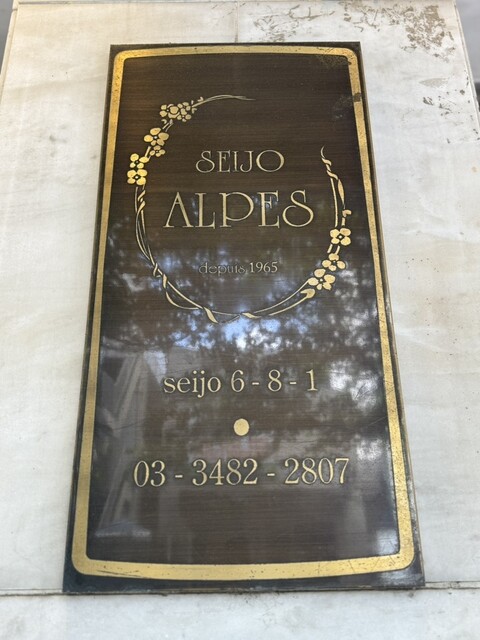 SEIJO
ALPES
depuis 1965
seijo 6 - 8 - 1
03 - 3482 - 2807